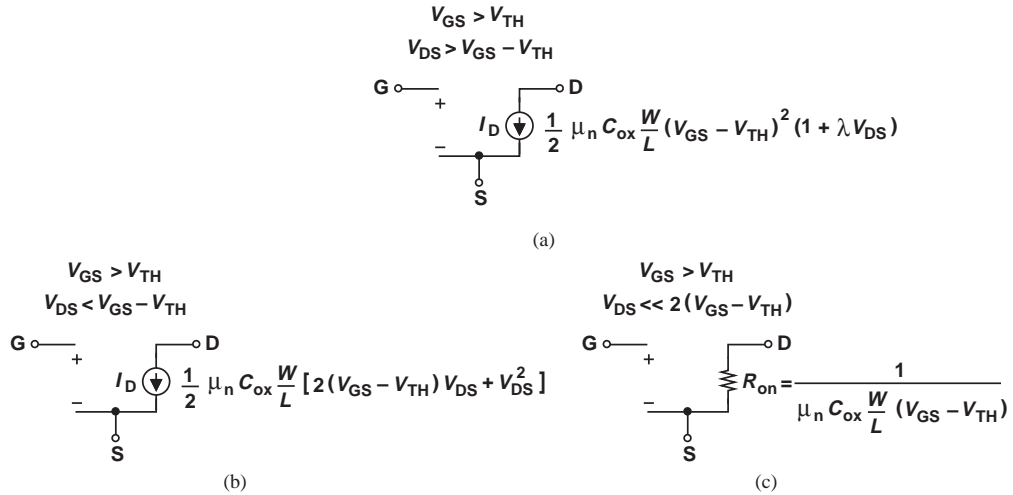 V_GS > V_TH
V_DS > V_GS − V_TH
G
D
+
I_D
1/2 μ_n C_ox W/L (V_GS − V_TH)^2 (1 + λV_DS)
−
S
(a)
V_GS > V_TH
V_DS < V_GS − V_TH
G
D
+
I_D
1/2 μ_n C_ox W/L [2(V_GS − V_TH) V_DS + V_DS^2]
−
S
(b)
V_GS > V_TH
V_DS << 2(V_GS − V_TH)
G
D
+
R_on = 1/(μ_n C_ox W/L (V_GS − V_TH))
−
S
(c)